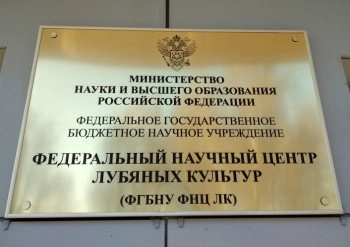 МИНИСТЕРСТВО
НАУКИ И ВЫСШЕГО ОБРАЗОВАНИЯ
РОССИЙСКОЙ ФЕДЕРАЦИИ
ФЕДЕРАЛЬНОЕ ГОСУДАРСТВЕННОЕ
БЮДЖЕТНОЕ НАУЧНОЕ УЧРЕЖДЕНИЕ
ФЕДЕРАЛЬНЫЙ НАУЧНЫЙ ЦЕНТР
ЛУБЯНЫХ КУЛЬТУР
(ФГБНУ ФНЦ ЛК)